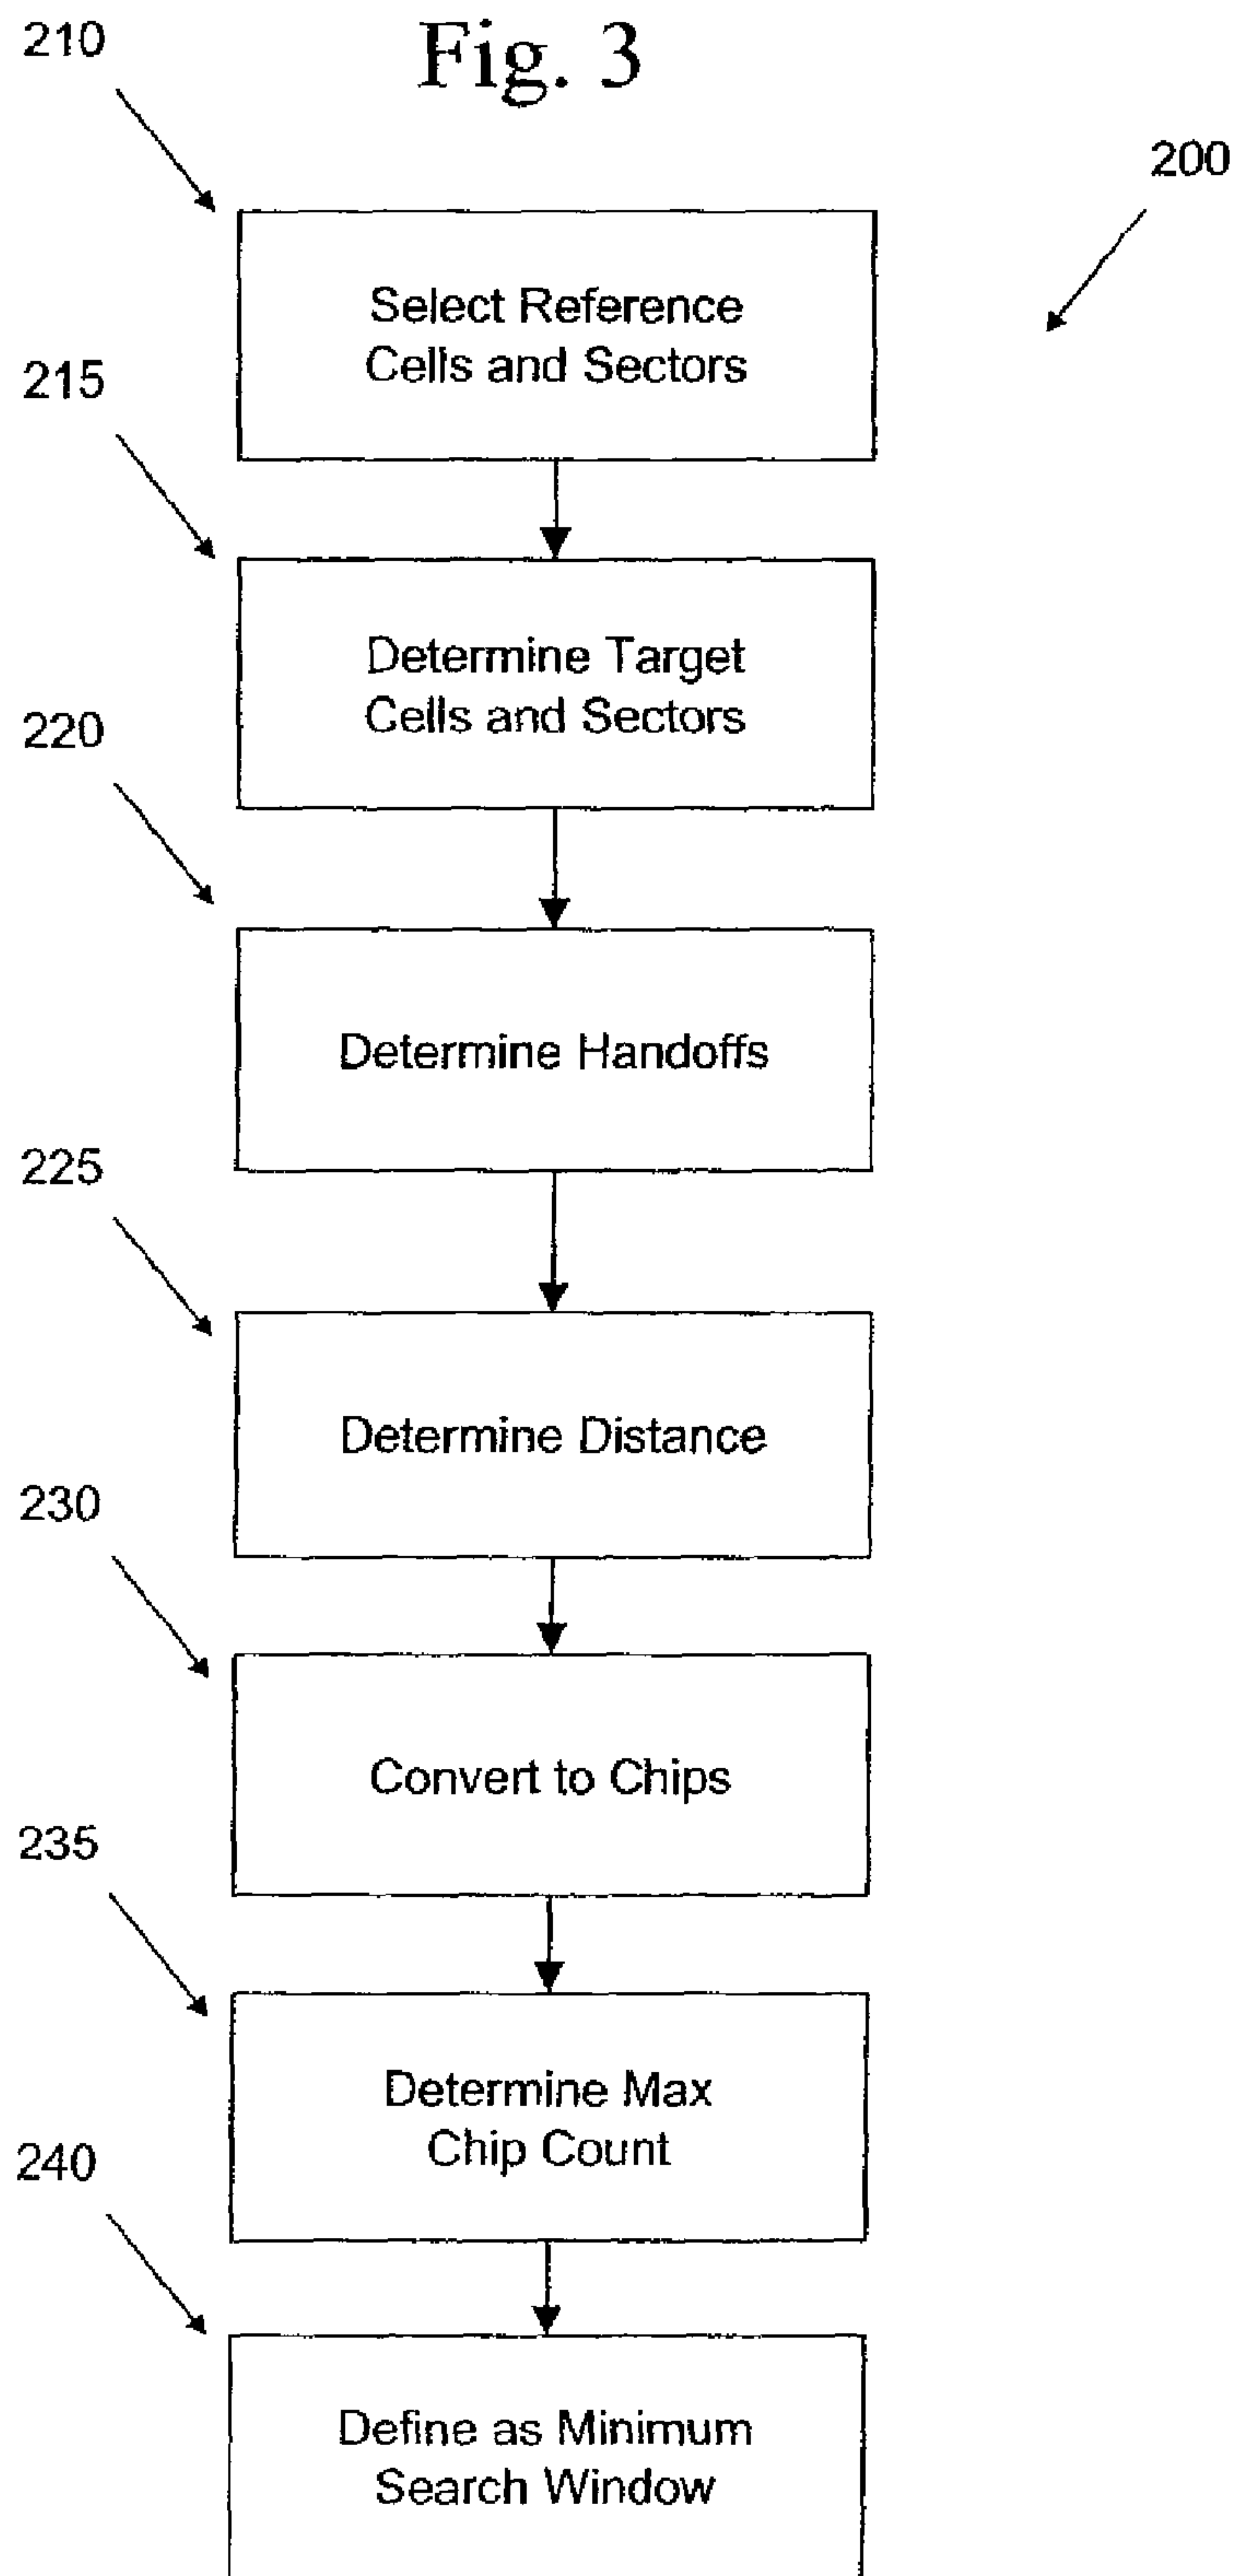 210
Fig. 3
200
Select Reference
Cells and Sectors
215
Determine Target
Cells and Sectors
220
Determine Handoffs
225
Determine Distance
230
Convert to Chips
235
Determine Max
Chip Count
240
Define as Minimum
Search Window